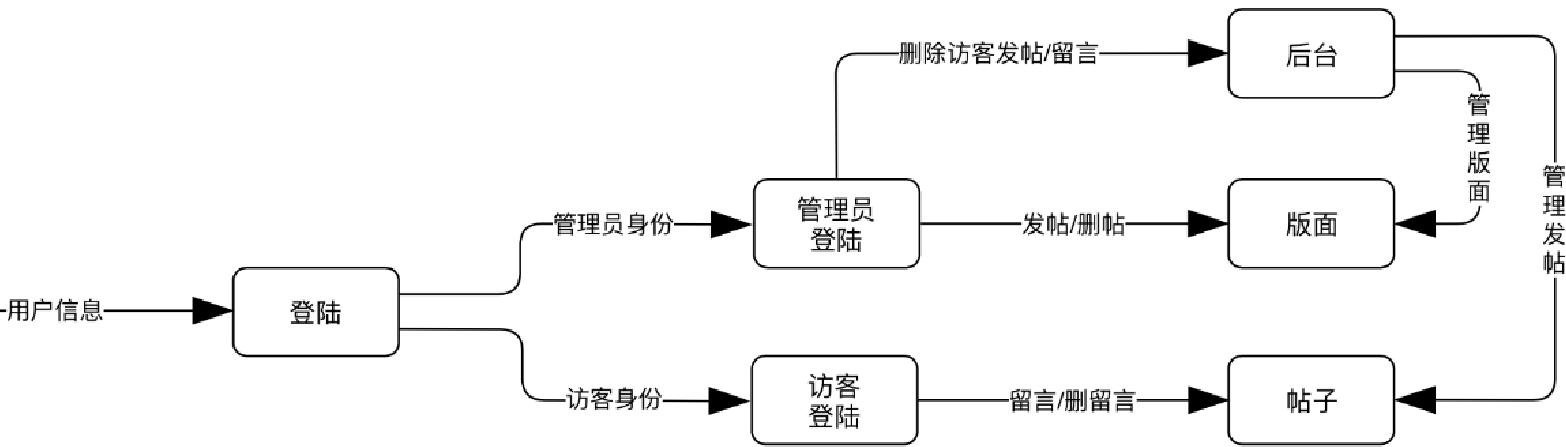 删除访客发帖/留言
后台
管
理
版
面
管
理
发
帖
管理员身份
管理员
登陆
发帖/删帖
版面
用户信息
登陆
访客身份
访客
登陆
留言/删留言
帖子